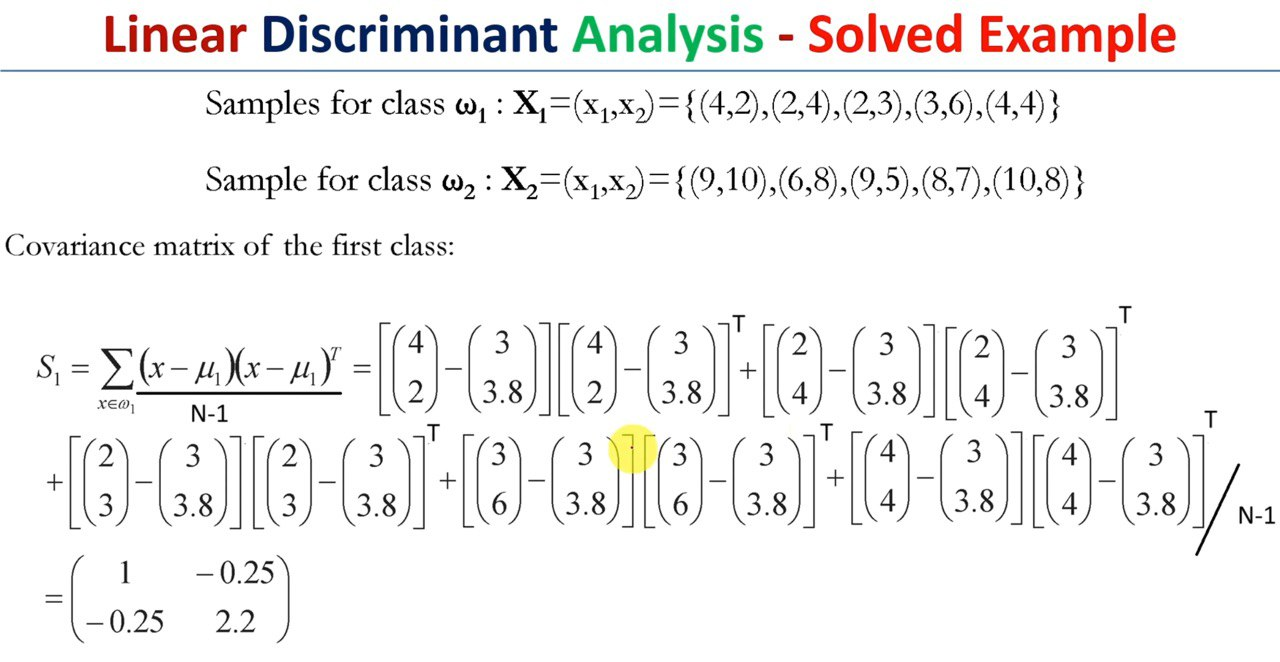 Linear Discriminant Analysis - Solved Example
Samples for class ω₁ : X₁=(x₁,x₂)={(4,2),(2,4),(2,3),(3,6),(4,4)}
Sample for class ω₂ : X₂=(x₁,x₂)={(9,10),(6,8),(9,5),(8,7),(10,8)}
Covariance matrix of the first class:
S₁ = ∑_{x∈ω₁} (x − μ₁)(x − μ₁)^T / N-1 = [(4 2) − (3 3.8)][(4 2) − (3 3.8)]^T + [(2 4) − (3 3.8)][(2 4) − (3 3.8)]^T
+ [(2 3) − (3 3.8)][(2 3) − (3 3.8)]^T + [(3 6) − (3 3.8)][(3 6) − (3 3.8)]^T + [(4 4) − (3 3.8)][(4 4) − (3 3.8)]^T / N-1
= (1 −0.25
−0.25 2.2)